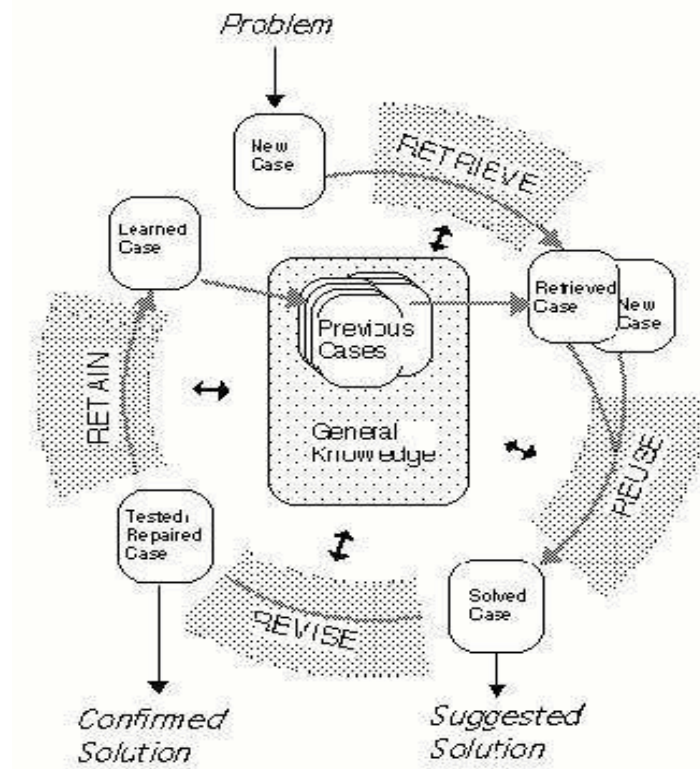 Problem
New
Case
RETRIEVE
Learned
Case
Retrieved
Case
New
Case
Previous
Cases
RETAIN
General
Knowledge
REUSE
Tested/
Repaired
Case
Solved
Case
REVISE
Confirmed
Solution
Suggested
Solution